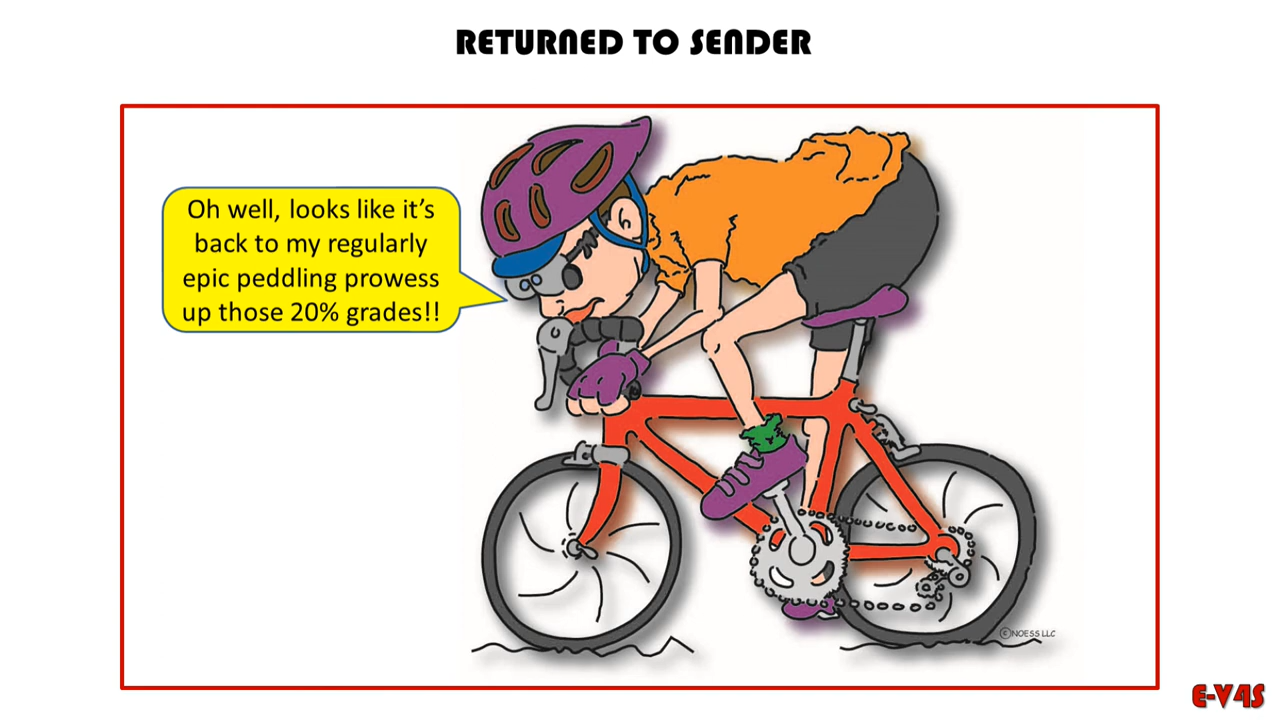 RETURNED TO SENDER
Oh well, looks like it's
back to my regularly
epic peddling prowess
up those 20% grades!!
©NOESS LLC
E-V4S